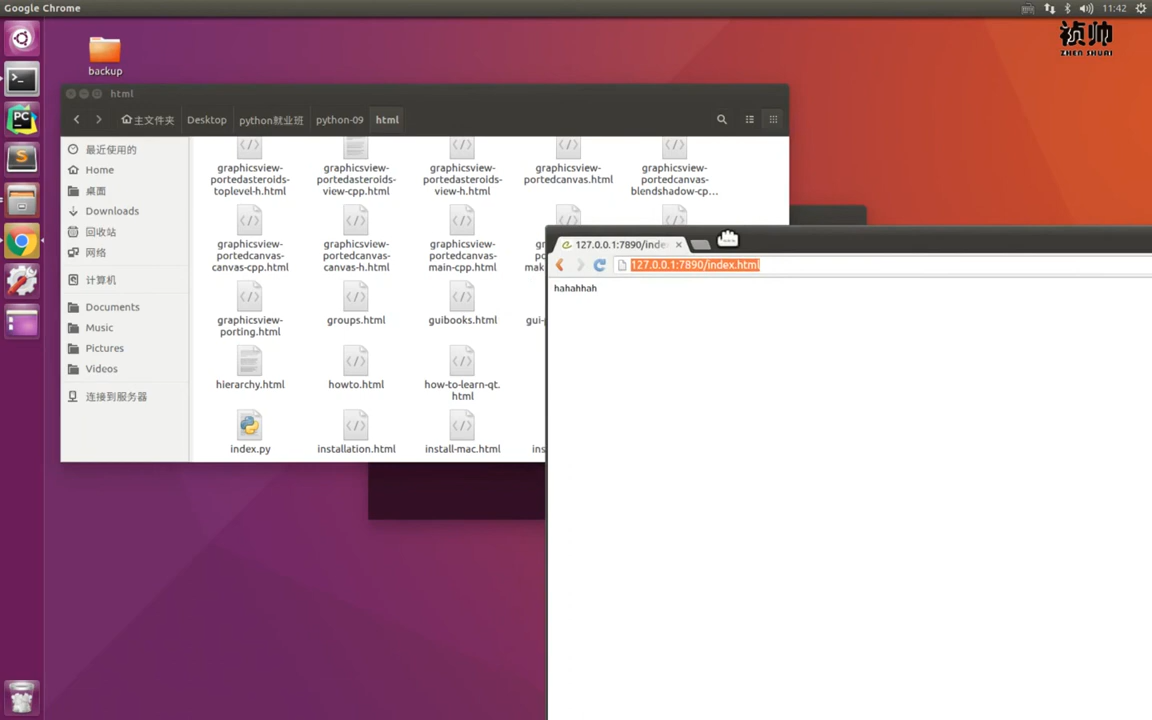 Google Chrome
11:42
祯帅
ZHEN SHUAI
backup
html
主文件夹
Desktop
python就业班
python-09
html
最近使用的
Home
桌面
Downloads
回收站
网络
计算机
Documents
Music
Pictures
Videos
连接到服务器
graphicsview-
portedasteroids-
toplevel-h.html
graphicsview-
portedasteroids-
view-cpp.html
graphicsview-
portedasteroids-
view-h.html
graphicsview-
portedcanvas.html
graphicsview-
portedcanvas-
blendshadow-cp...
graphicsview-
portedcanvas-
canvas-cpp.html
graphicsview-
portedcanvas-
canvas-h.html
graphicsview-
portedcanvas-
main-cpp.html
graphicsview-
porting.html
groups.html
guibooks.html
hierarchy.html
howto.html
how-to-learn-qt.
html
index.py
installation.html
install-mac.html
127.0.0.1:7890/inde
127.0.0.1:7890/index.html
hahahhah
PC